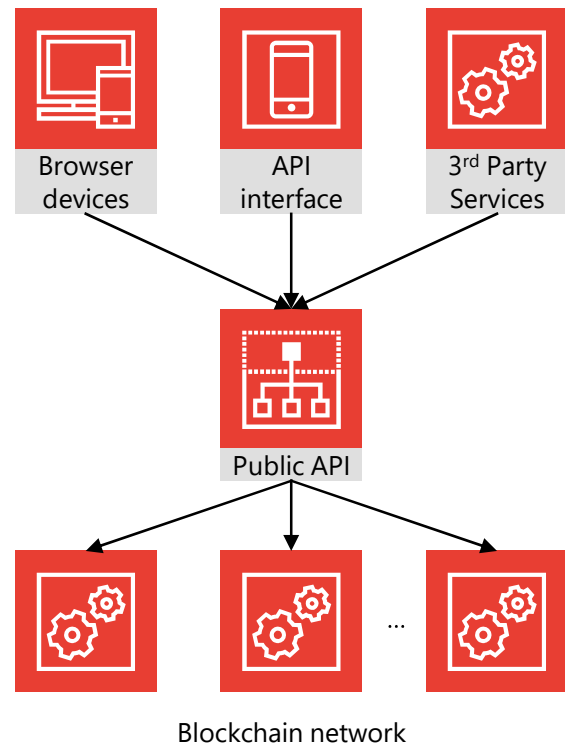 Browser
devices
API
interface
3rd Party
Services
Public API
...
Blockchain network